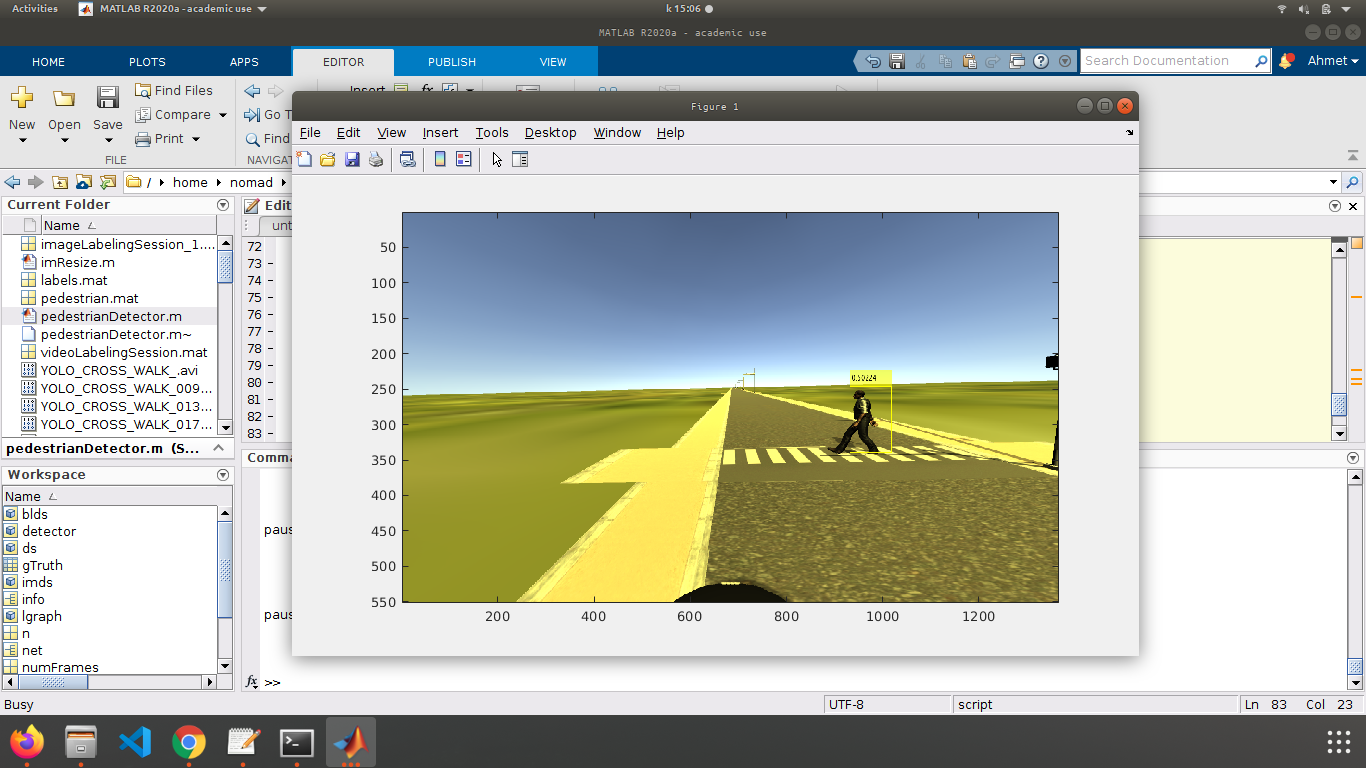 Activities MATLAB R2020a - academic use k 15:06
MATLAB R2020a - academic use
HOME PLOTS APPS EDITOR PUBLISH VIEW Search Documentation Ahmet
New Open Save Find Files Compare Print Insert fx Go T Find
FILE NAVIGAT
/ home nomad
Current Folder
Name
imageLabelingSession_1....
imResize.m
labels.mat
pedestrian.mat
pedestrianDetector.m
pedestrianDetector.m~
videoLabelingSession.mat
YOLO_CROSS_WALK_.avi
YOLO_CROSS_WALK_009...
YOLO_CROSS_WALK_013...
YOLO_CROSS_WALK_017...
pedestrianDetector.m (S...
Workspace
Name
blds
detector
ds
gTruth
imds
info
lgraph
n
net
numFrames
Edit
unt
72
73
74
75
76
77
78
79
80
81
82
83
Comma
paus
paus
fx >>
Figure 1
File Edit View Insert Tools Desktop Window Help
50
100
150
200
250
300
350
400
450
500
550
200 400 600 800 1000 1200
0.50224
Busy UTF-8 script Ln 83 Col 23